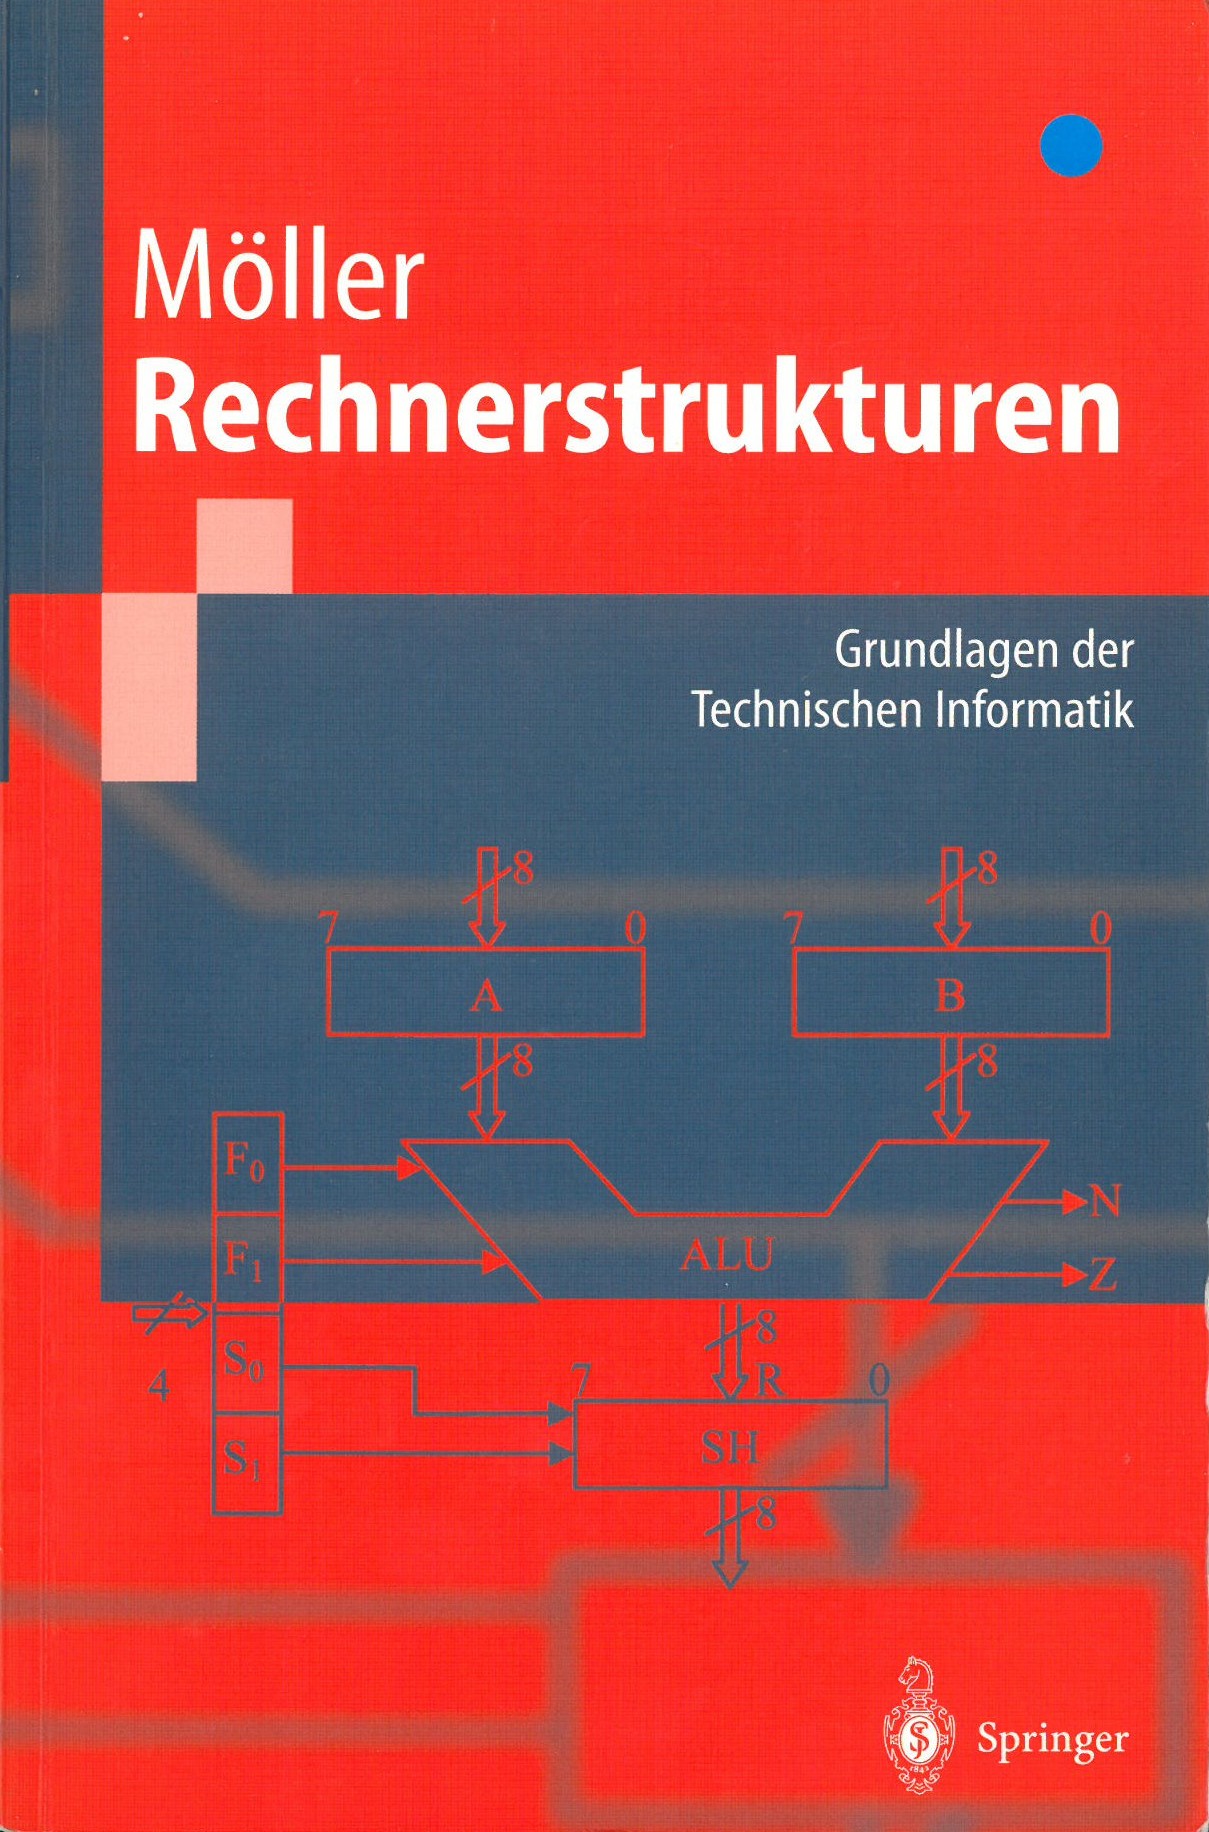 Möller
Rechnerstrukturen
Grundlagen der
Technischen Informatik
8 8
7 0 7 0
A B
8 8
F0
F1
N
ALU
Z
4
S0
S1
8
7 R 0
SH
8
Springer